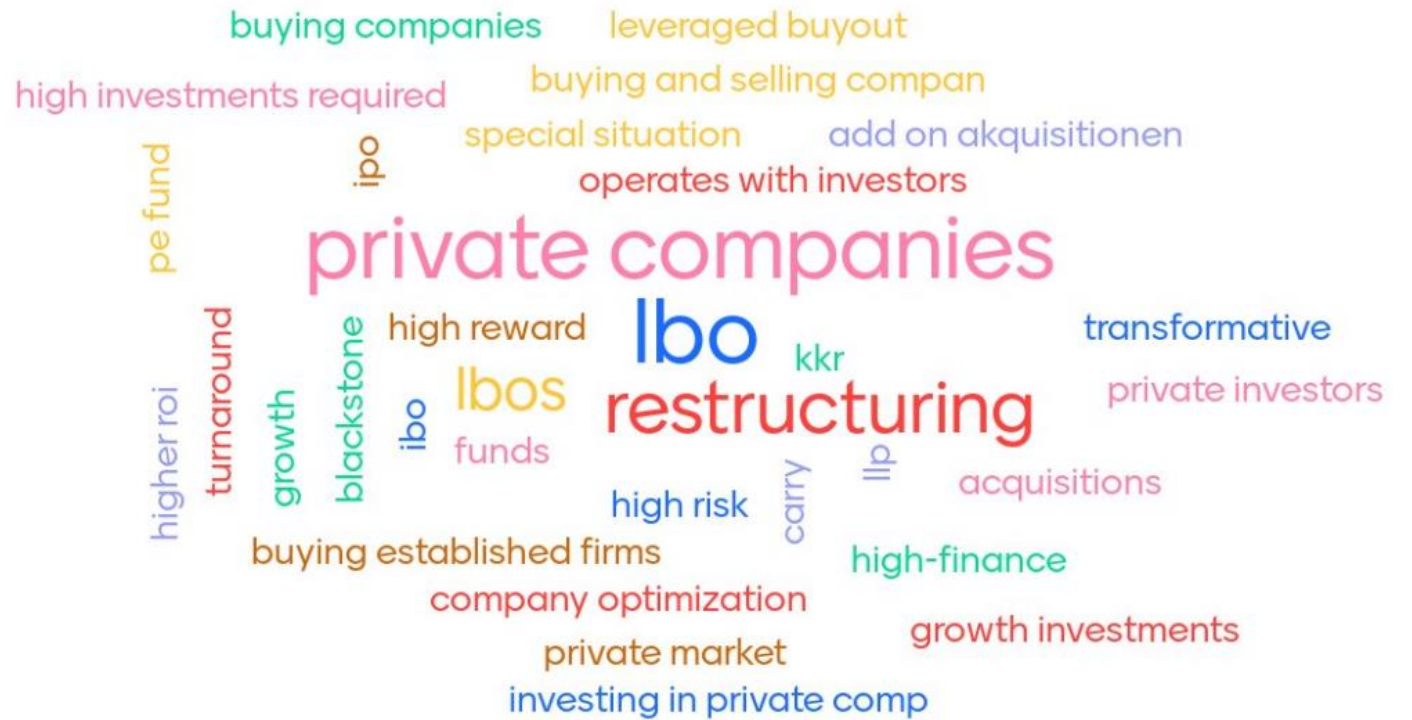 buying companies
leveraged buyout
high investments required
buying and selling compan
special situation
add on akquisitionen
pe fund
ipo
operates with investors
private companies
high reward
lbo
kkr
transformative
higher roi
turnaround
growth
blackstone
ibo
lbos
restructuring
private investors
funds
carry
llp
acquisitions
high risk
buying established firms
high-finance
company optimization
growth investments
private market
investing in private comp